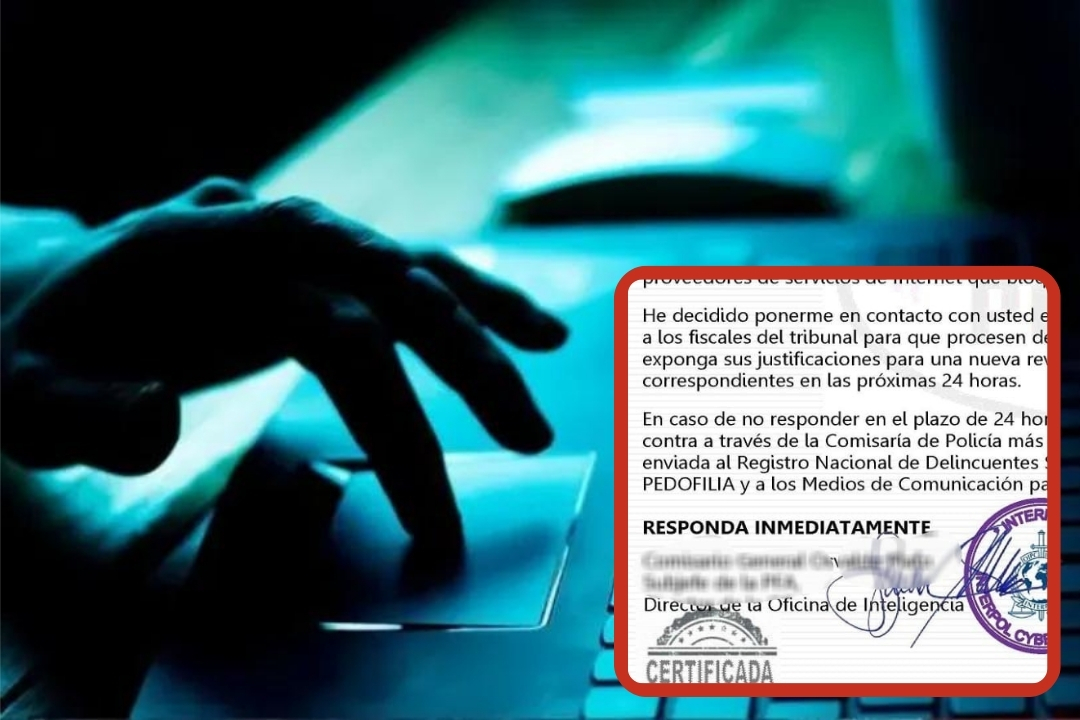 proveedores de servicios de internet que bloq
He decidido ponerme en contacto con usted e
a los fiscales del tribunal para que procesen de
exponga sus justificaciones para una nueva rev
correspondientes en las próximas 24 horas.
En caso de no responder en el plazo de 24 hor
contra a través de la Comisaría de Policía más
enviada al Registro Nacional de Delincuentes S
PEDOFILIA y a los Medios de Comunicación pa
RESPONDA INMEDIATAMENTE
Director de la Oficina de Inteligencia
CERTIFICADA
INTERP
NTERPOL CYBE